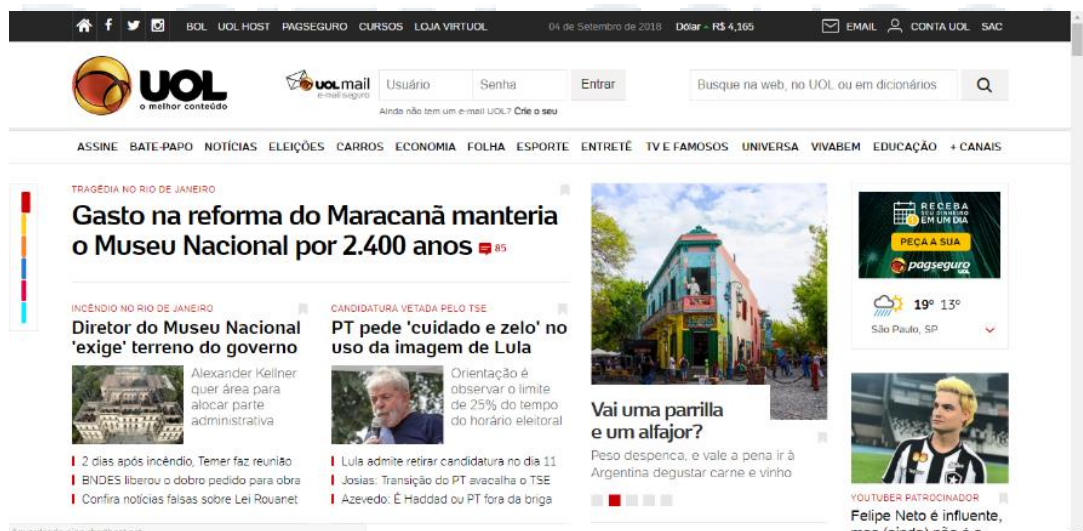 BOL UOL HOST PAGSEGURO CURSOS LOJA VIRTUOL 04 de Setembro de 2018 Dólar R$ 4,165 EMAIL CONTA UOL SAC
UOL
o melhor conteúdo
UOL mail
e-mail seguro
Usuário Senha Entrar
Ainda não tem um e-mail UOL? Crie o seu
Busque na web, no UOL ou em dicionários
ASSINE BATE-PAPO NOTÍCIAS ELEIÇÕES CARROS ECONOMIA FOLHA ESPORTE ENTRETÊ TV E FAMOSOS UNIVERSA VIVABEM EDUCAÇÃO + CANAIS
TRAGÉDIA NO RIO DE JANEIRO
Gasto na reforma do Maracanã manteria
o Museu Nacional por 2.400 anos 85
INCÊNDIO NO RIO DE JANEIRO
Diretor do Museu Nacional
'exige' terreno do governo
Alexander Kellner
quer área para
alocar parte
administrativa
2 dias após incêndio, Temer faz reunião
BNDES liberou o dobro pedido para obra
Confira notícias falsas sobre Lei Rouanet
CANDIDATURA VETADA PELO TSE
PT pede 'cuidado e zelo' no
uso da imagem de Lula
Orientação é
observar o limite
de 25% do tempo
do horário eleitoral
Lula admite retirar candidatura no dia 11
Josias: Transição do PT avacalha o TSE
Azevedo: É Haddad ou PT fora da briga
Vai uma parrilla
e um alfajor?
Peso despenca, e vale a pena ir à
Argentina degustar carne e vinho
RECEBA
SEU DINHEIRO
EM UM DIA
PEÇA A SUA
pagseguro
UOL
19º 13º
São Paulo, SP
YOUTUBER PATROCINADOR
Felipe Neto é influente,